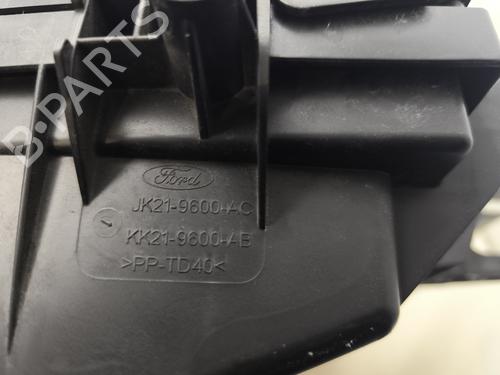 B-PARTS
Ford
JK21-9600-AC
KK21-9600-AB
>PP-TD40<